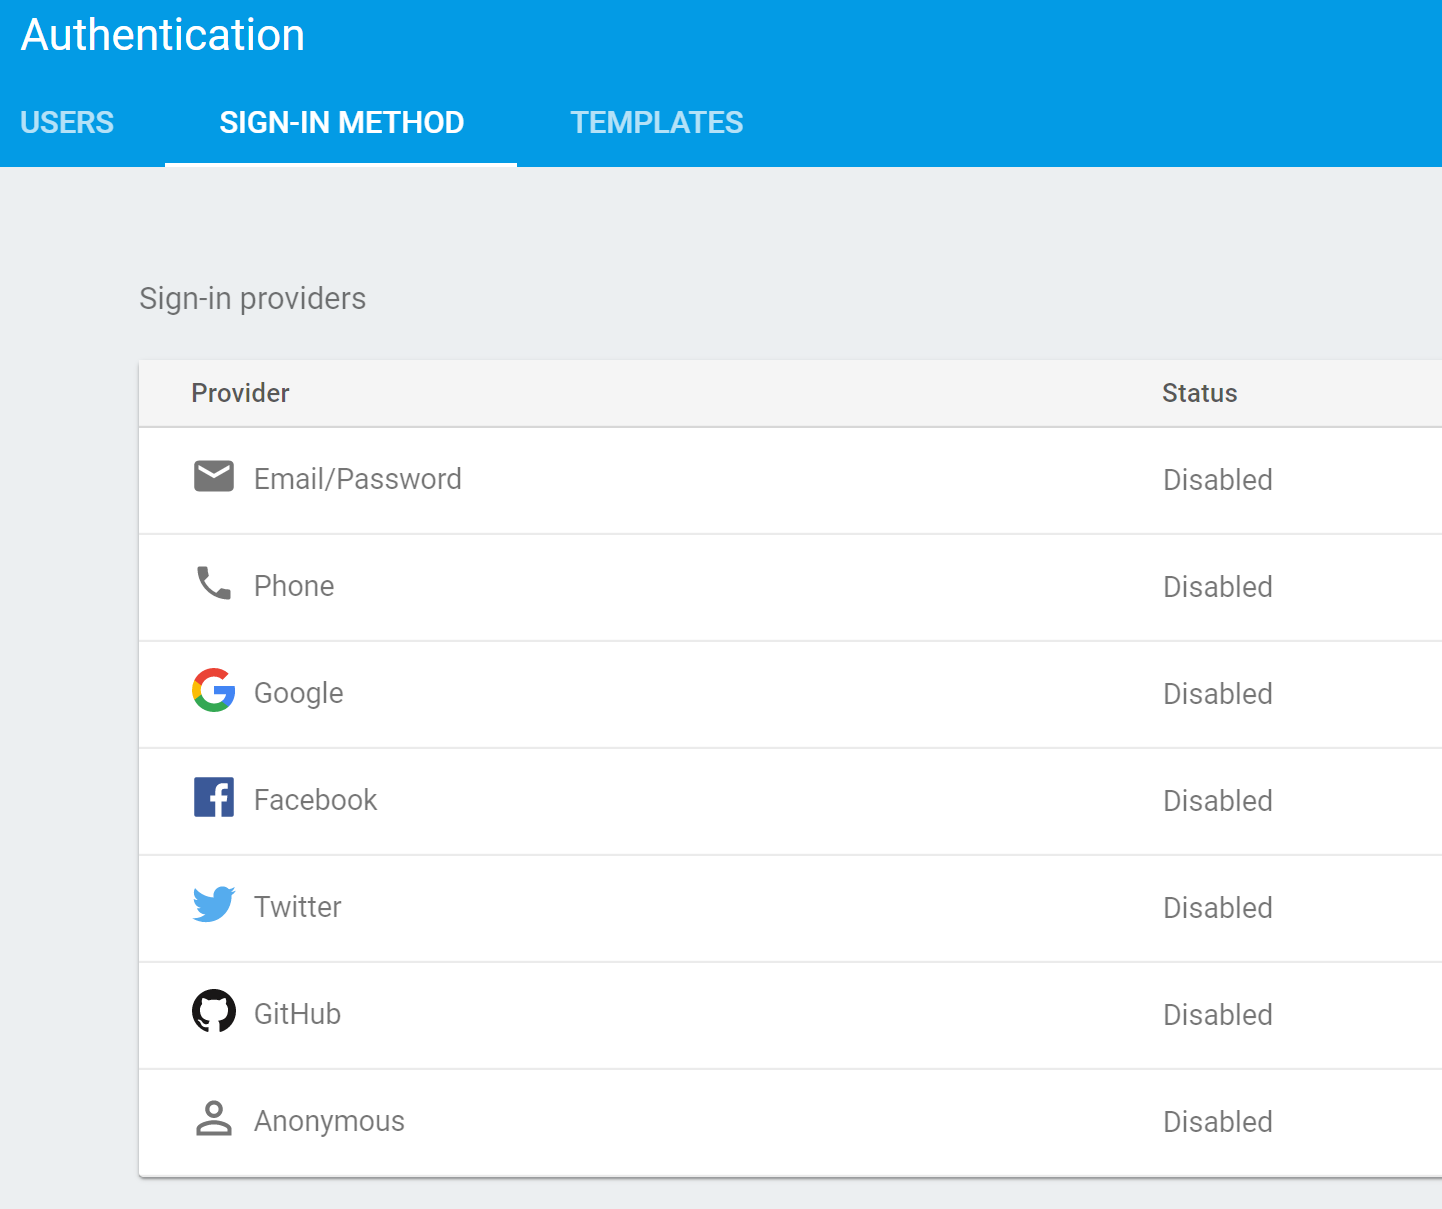 Authentication
USERS SIGN-IN METHOD TEMPLATES
Sign-in providers
Provider Status
Email/Password Disabled
Phone Disabled
Google Disabled
Facebook Disabled
Twitter Disabled
GitHub Disabled
Anonymous Disabled